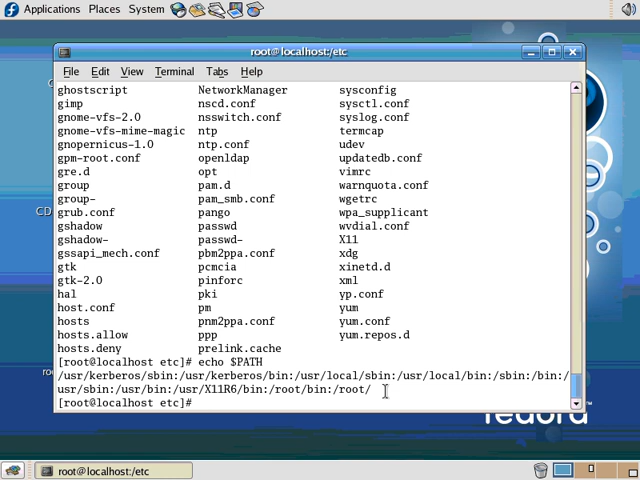 Applications Places System
root@localhost:/etc
File Edit View Terminal Tabs Help
ghostscript NetworkManager sysconfig
gimp nscd.conf sysctl.conf
gnome-vfs-2.0 nsswitch.conf syslog.conf
gnome-vfs-mime-magic ntp termcap
gnopernicus-1.0 ntp.conf udev
gpm-root.conf openldap updatedb.conf
gre.d opt vimrc
group pam.d warnquota.conf
group- pam_smb.conf wgetrc
grub.conf pango wpa_supplicant
gshadow passwd wvdial.conf
gshadow- passwd- X11
gssapi_mech.conf pbm2ppa.conf xdg
gtk pcmcia xinetd.d
gtk-2.0 pinforc xml
hal pki yp.conf
host.conf pm yum
hosts pnm2ppa.conf yum.conf
hosts.allow ppp yum.repos.d
hosts.deny prelink.cache
[root@localhost etc]# echo $PATH
/usr/kerberos/sbin:/usr/kerberos/bin:/usr/local/sbin:/usr/local/bin:/sbin:/bin:/
usr/sbin:/usr/bin:/usr/X11R6/bin:/root/bin:/root/
[root@localhost etc]#
CD
root@localhost:/etc